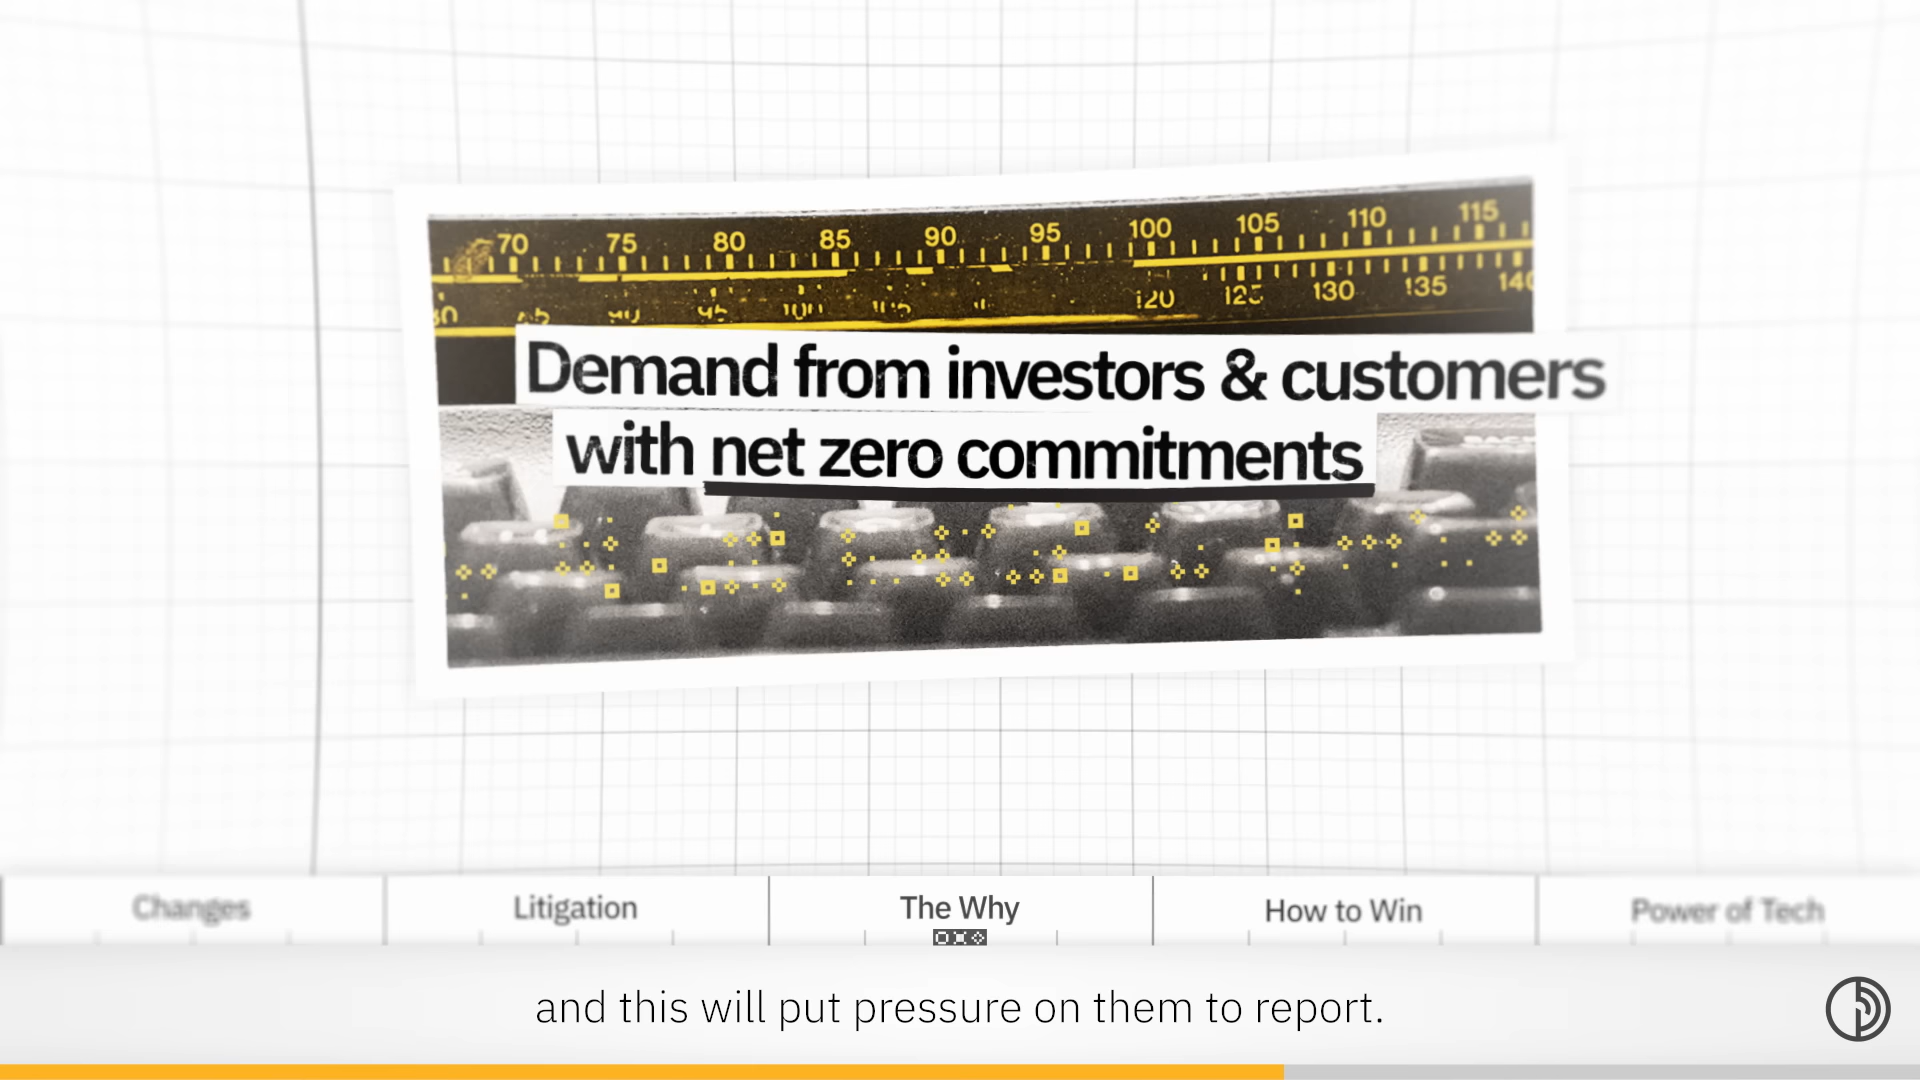 70 75 80 85 90 95 100 105 110 115
120 125 130 135 140
Demand from investors & customers
with net zero commitments
Changes
Litigation
The Why
How to Win
Power of Tech
and this will put pressure on them to report.